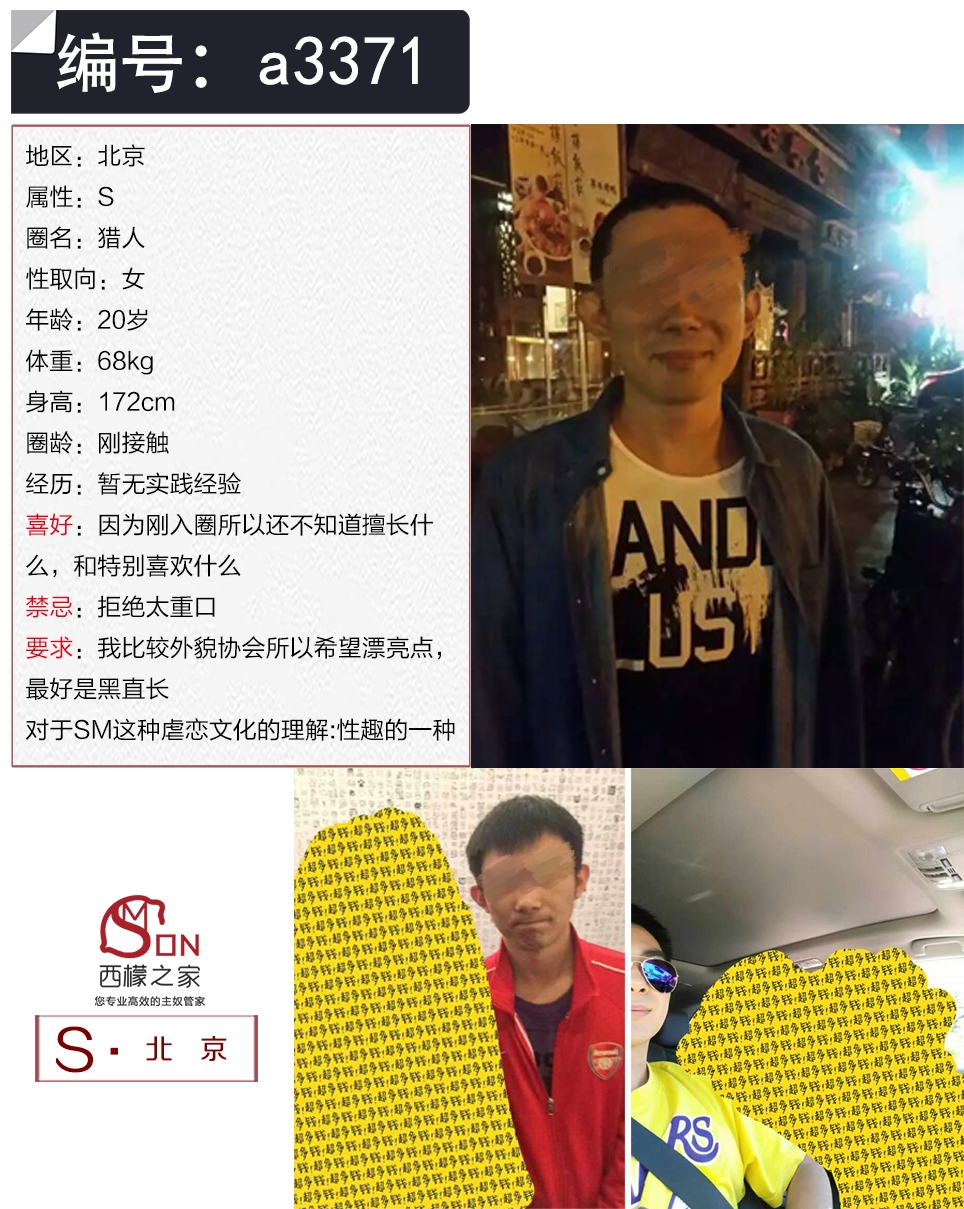 编号： a3371
地区：北京
属性：S
圈名：猎人
性取向：女
年龄：20岁
体重：68kg
身高：172cm
圈龄：刚接触
经历：暂无实践经验
喜好：因为刚入圈所以还不知道擅长什
么，和特别喜欢什么
禁忌：拒绝太重口
要求：我比较外貌协会所以希望漂亮点，
最好是黑直长
对于SM这种虐恋文化的理解:性趣的一种
AND
LUST
SMON
西檬之家
您专业高效的主奴管家
S·北京
Arsenal
RS
超多钱!